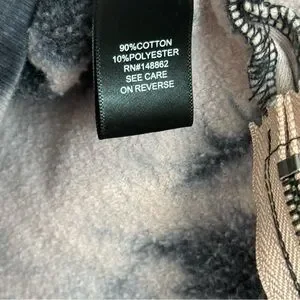 90%COTTON
10%POLYESTER
RN#148862
SEE CARE
ON REVERSE